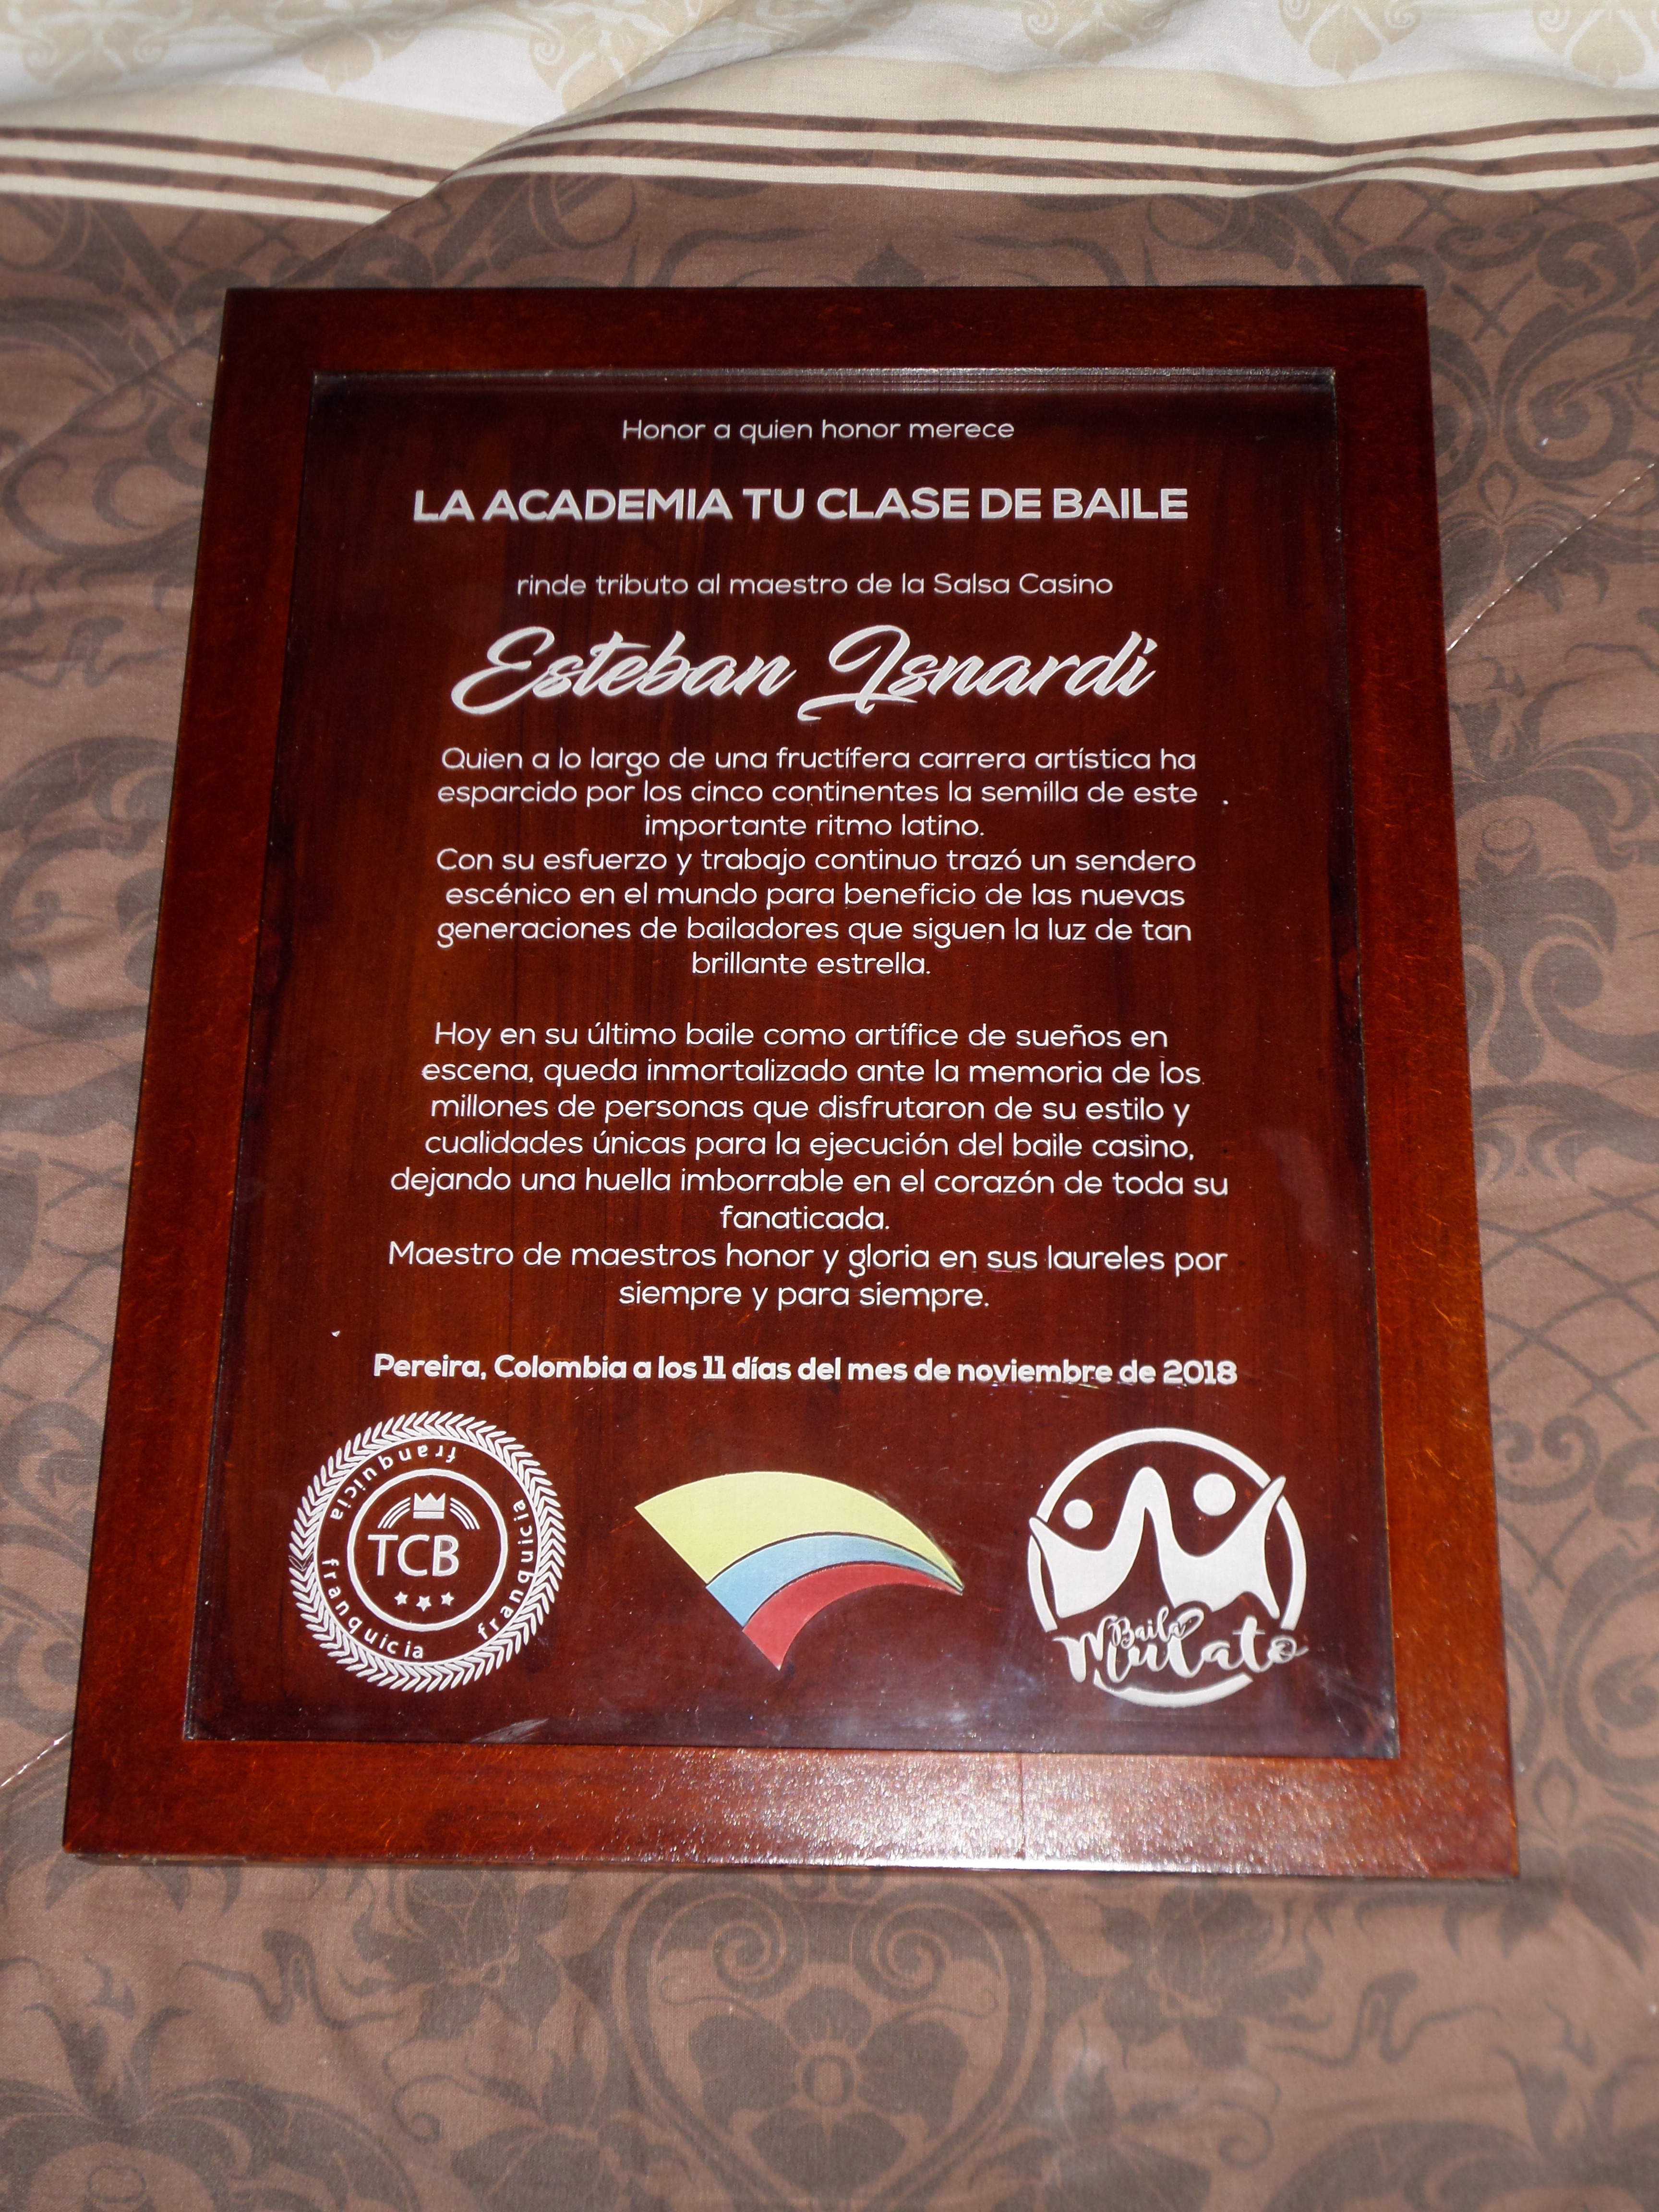 Honor a quien honor merece
LA ACADEMIA TU CLASE DE BAILE
rinde tributo al maestro de la Salsa Casino
Esteban Isnardi
Quien a lo largo de una fructífera carrera artística ha
esparcido por los cinco continentes la semilla de este
importante ritmo latino.
Con su esfuerzo y trabajo continuo trazó un sendero
escénico en el mundo para beneficio de las nuevas
generaciones de bailadores que siguen la luz de tan
brillante estrella.
Hoy en su último baile como artífice de sueños en
escena, queda inmortalizado ante la memoria de los
millones de personas que disfrutaron de su estilo y
cualidades únicas para la ejecución del baile casino,
dejando una huella imborrable en el corazón de toda su
fanaticada.
Maestro de maestros honor y gloria en sus laureles por
siempre y para siempre.
Pereira, Colombia a los 11 días del mes de noviembre de 2018
franquicia
franquicia
franquicia
TCB
Baila
Mulato